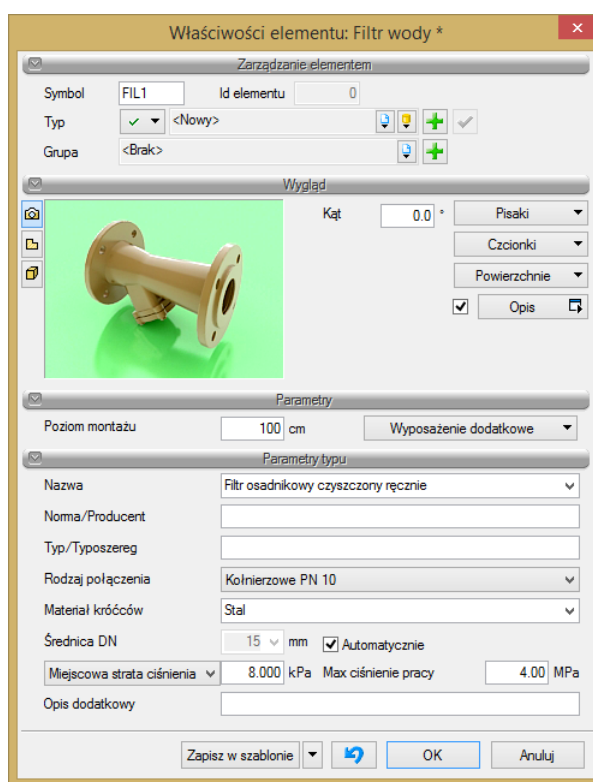 Właściwości elementu: Filtr wody *
Zarządzanie elementem
Symbol FIL1 Id elementu 0
Typ <Nowy>
Grupa <Brak>
Wygląd
Kąt 0.0 ° Pisaki
Czcionki
Powierzchnie
Opis
Parametry
Poziom montażu 100 cm Wyposażenie dodatkowe
Parametry typu
Nazwa Filtr osadnikowy czyszczony ręcznie
Norma/Producent
Typ/Typoszereg
Rodzaj połączenia Kołnierzowe PN 10
Materiał króćców Stal
Średnica DN 15 mm Automatycznie
Miejscowa strata ciśnienia 8.000 kPa Max ciśnienie pracy 4.00 MPa
Opis dodatkowy
Zapisz w szablonie OK Anuluj